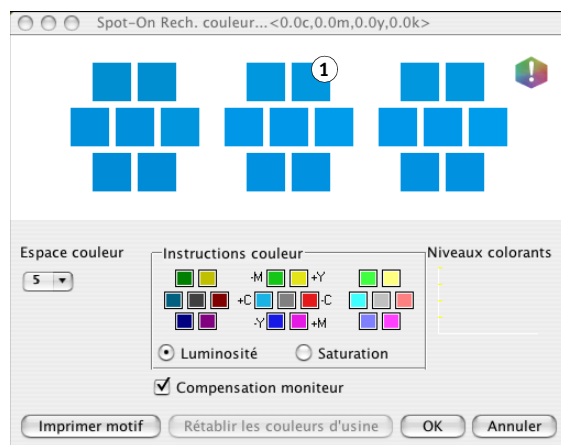 Spot-On Rech. couleur...<0.0c,0.0m,0.0y,0.0k>
1
!
Espace couleur
5
Instructions couleur
-M +Y
+C -C
-Y +M
Luminosité Saturation
Niveaux colorants
Compensation moniteur
Imprimer motif Rétablir les couleurs d'usine OK Annuler